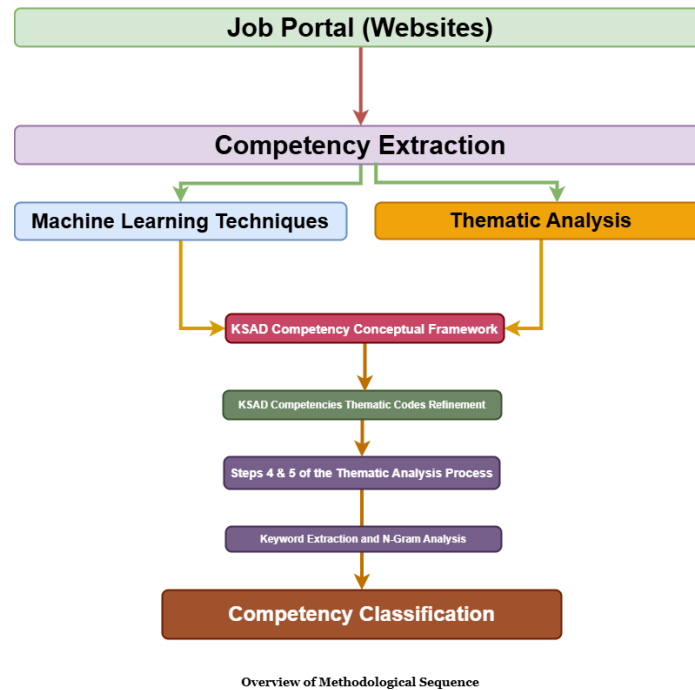 Job Portal (Websites)
Competency Extraction
Machine Learning Techniques
Thematic Analysis
KSAD Competency Conceptual Framework
KSAD Competencies Thematic Codes Refinement
Steps 4 & 5 of the Thematic Analysis Process
Keyword Extraction and N-Gram Analysis
Competency Classification
Overview of Methodological Sequence